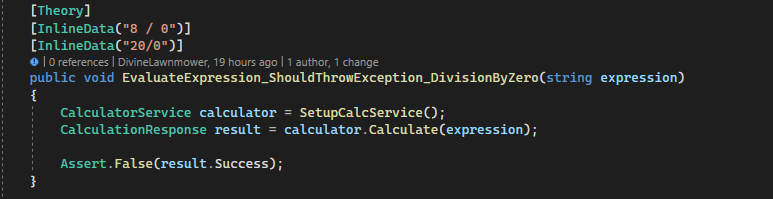 [Theory]
[InlineData("8 / 0")]
[InlineData("20/0")]
| 0 references | DivineLawnmower, 19 hours ago | 1 author, 1 change
public void EvaluateExpression_ShouldThrowException_DivisionByZero(string expression)
{
CalculatorService calculator = SetupCalcService();
CalculationResponse result = calculator.Calculate(expression);
Assert.False(result.Success);
}